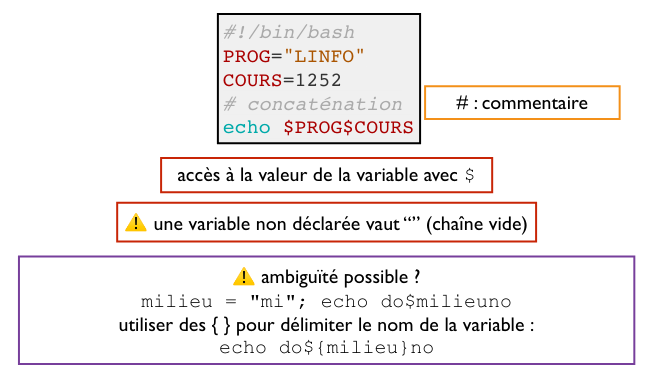 #!/bin/bash
PROG="LINFO"
COURS=1252
# concaténation
echo $PROG$COURS
# : commentaire
accès à la valeur de la variable avec $
⚠ une variable non déclarée vaut “” (chaîne vide)
⚠ ambiguïté possible ?
milieu = "mi"; echo do$milieuno
utiliser des { } pour délimiter le nom de la variable :
echo do${milieu}no